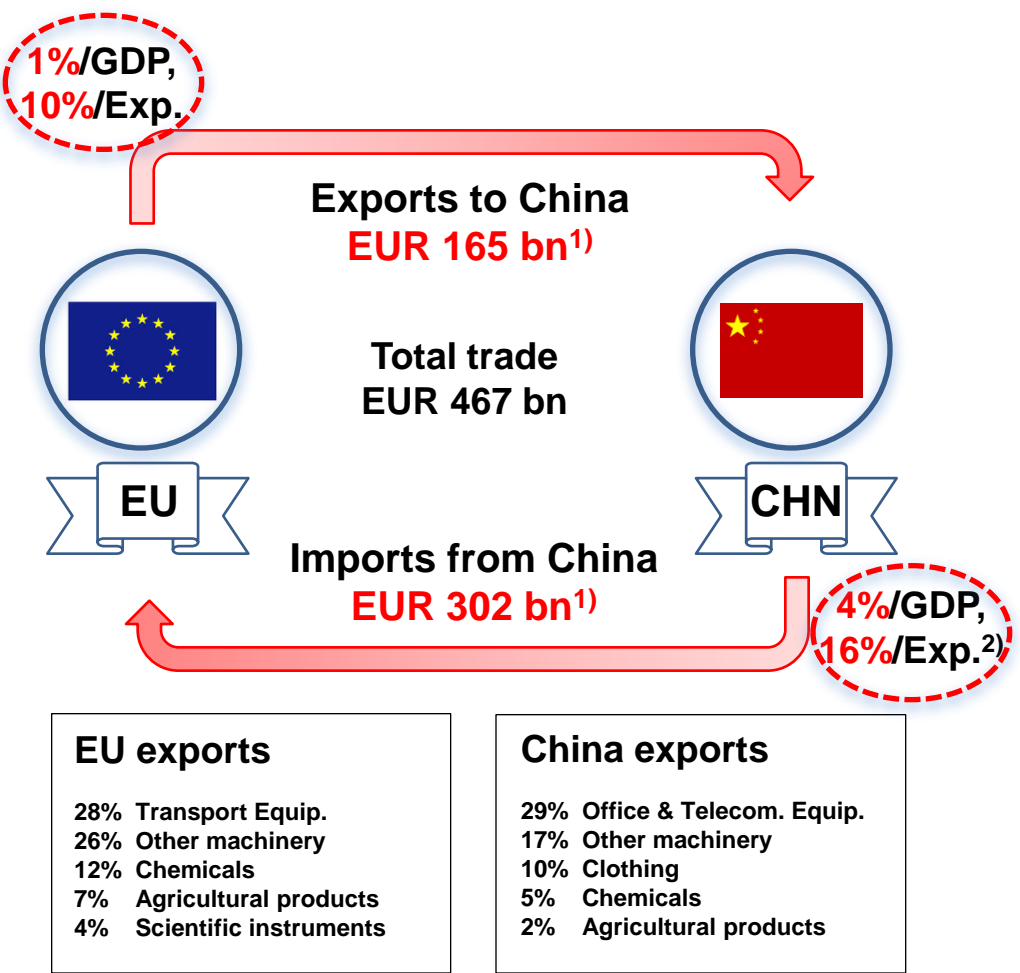 1%/GDP,
10%/Exp.
Exports to China
EUR 165 bn1)
Total trade
EUR 467 bn
EU
CHN
Imports from China
EUR 302 bn1)
4%/GDP,
16%/Exp.2)
EU exports
28% Transport Equip.
26% Other machinery
12% Chemicals
7% Agricultural products
4% Scientific instruments
China exports
29% Office & Telecom. Equip.
17% Other machinery
10% Clothing
5% Chemicals
2% Agricultural products